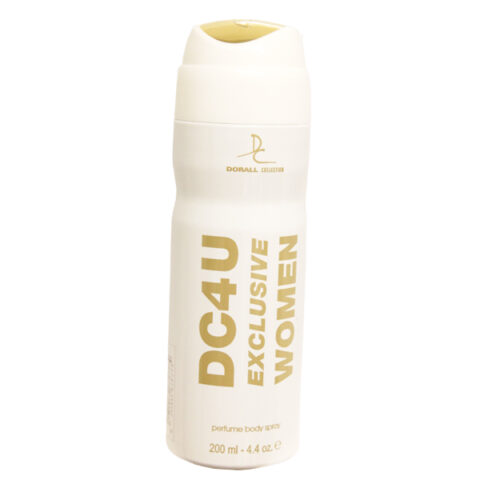 DC
DORALL COLLECTION
DC4U
EXCLUSIVE
WOMEN
perfume body spray
200 ml - 4.4 oz. ℮